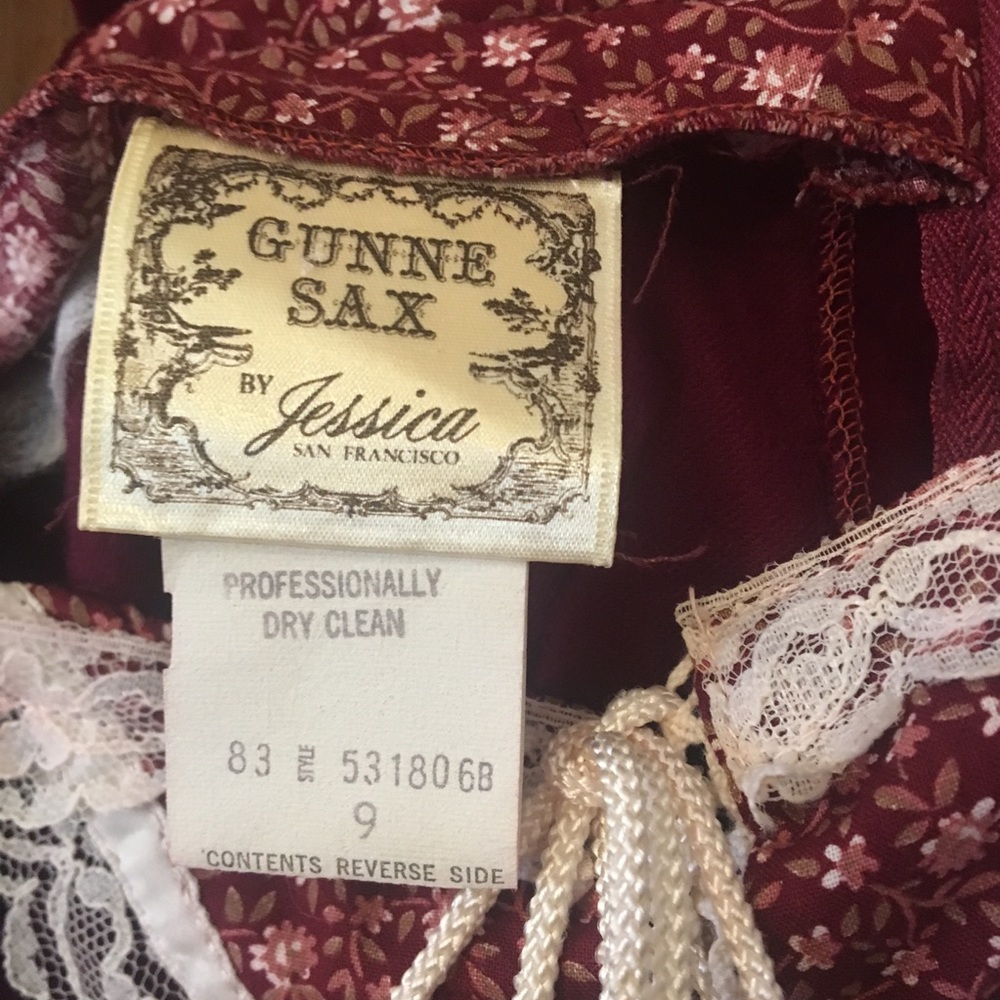 GUNNE
SAX
BY Jessica
SAN FRANCISCO
PROFESSIONALLY
DRY CLEAN
83 STYLE 531806B
9
CONTENTS REVERSE SIDE